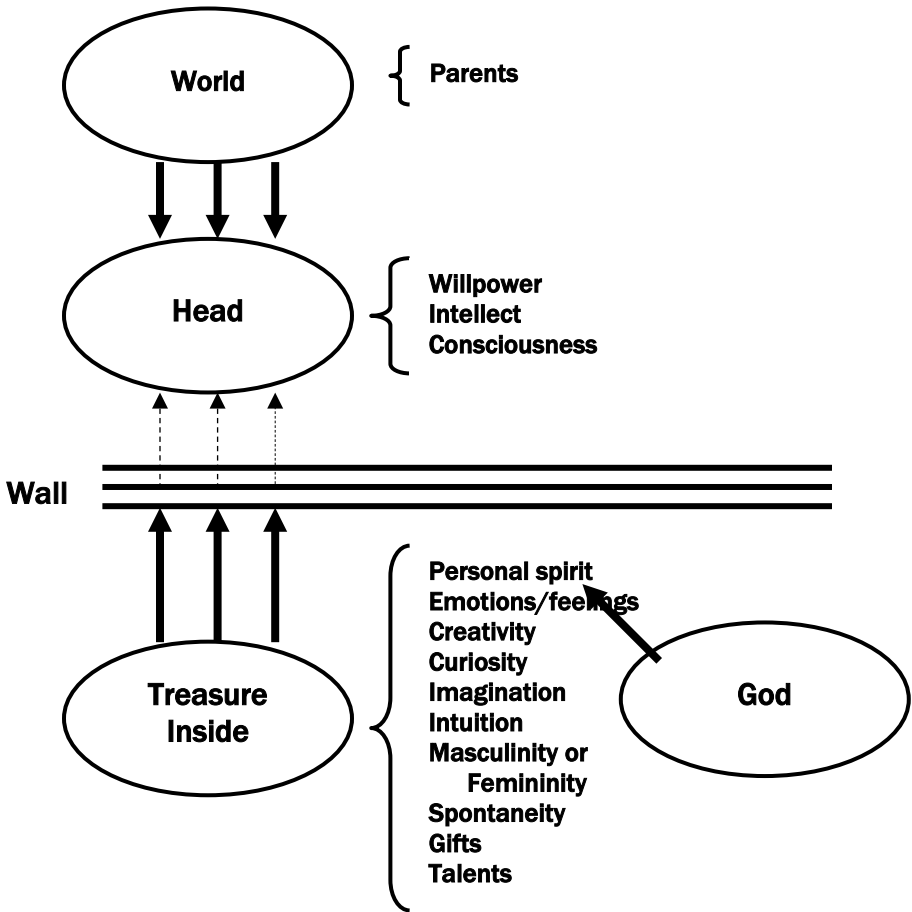 World
Parents
Head
Willpower
Intellect
Consciousness
Wall
Personal spirit
Emotions/feelings
Creativity
Curiosity
Imagination
Intuition
Masculinity or
Femininity
Spontaneity
Gifts
Talents
Treasure
Inside
God